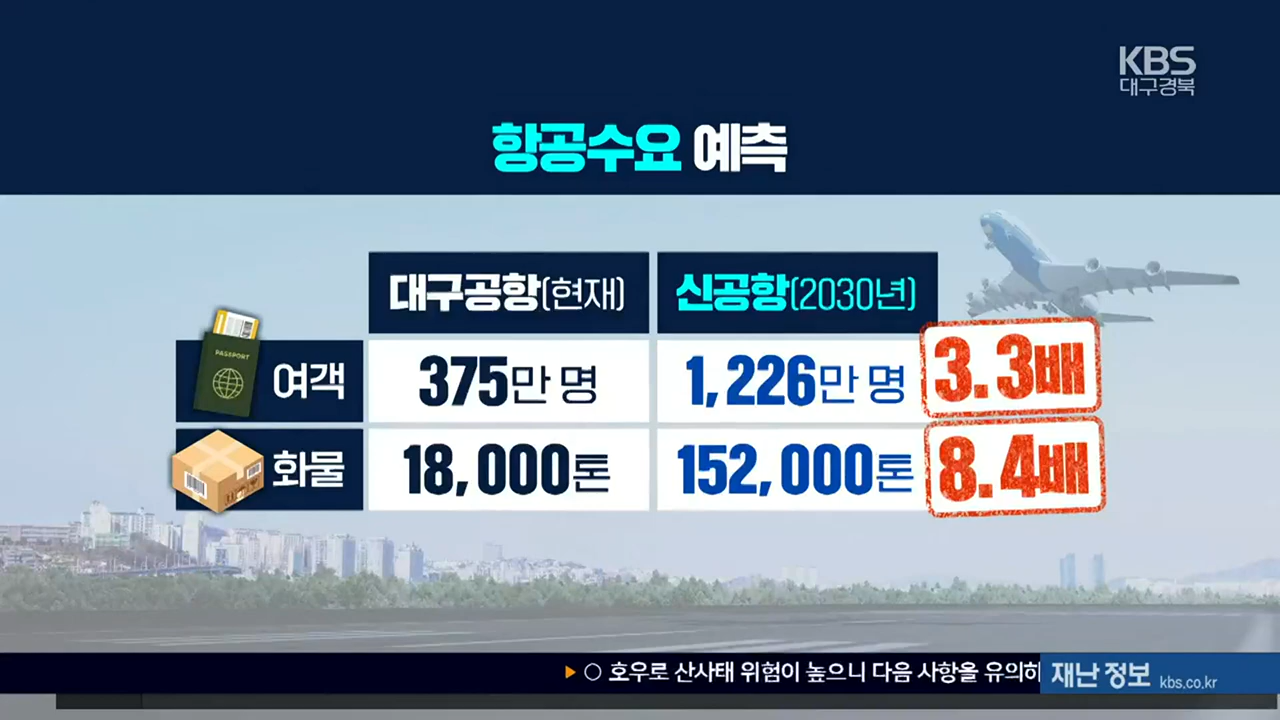 KBS
대구경북
항공수요 예측
대구공항(현재) 신공항(2030년)
PASSPORT
여객 375만 명 1,226만 명 3.3배
화물 18,000톤 152,000톤 8.4배
▶ ○ 호우로 산사태 위험이 높으니 다음 사항을 유의하
재난 정보 kbs.co.kr